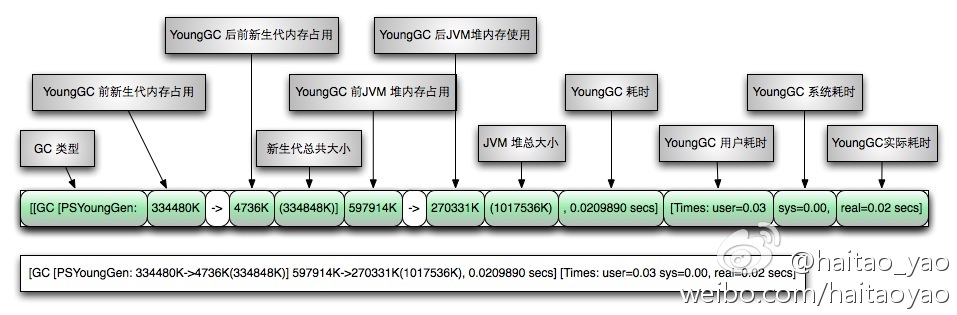 YoungGC 后前新生代内存占用
YoungGC 后JVM堆内存使用
YoungGC 前新生代内存占用
YoungGC 前JVM 堆内存占用
YoungGC 耗时
YoungGC 系统耗时
GC 类型
新生代总共大小
JVM 堆总大小
YoungGC 用户耗时
YoungGC实际耗时
[[GC [PSYoungGen: 334480K -> 4736K (334848K)] 597914K -> 270331K (1017536K) , 0.0209890 secs] [Times: user=0.03 sys=0.00, real=0.02 secs]
[GC [PSYoungGen: 334480K->4736K(334848K)] 597914K->270331K(1017536K), 0.0209890 secs] [Times: user=0.03 sys=0.00, real=0.02 secs]
@haitao_yao
weibo.com/haitaoyao